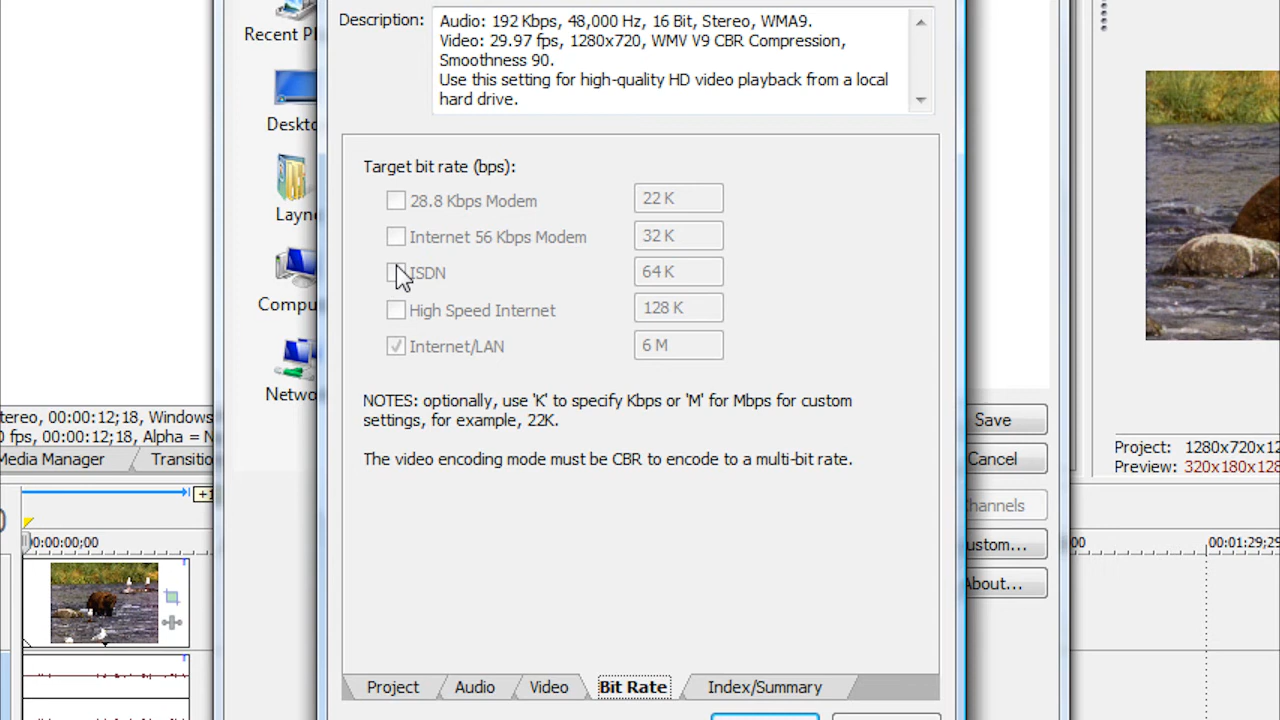 Recent Pl
Description:
Audio: 192 Kbps, 48,000 Hz, 16 Bit, Stereo, WMA9.
Video: 29.97 fps, 1280x720, WMV V9 CBR Compression,
Smoothness 90.
Use this setting for high-quality HD video playback from a local
hard drive.
Deskto
Layne
Compu
Netwo
Target bit rate (bps):
28.8 Kbps Modem 22 K
Internet 56 Kbps Modem 32 K
ISDN 64 K
High Speed Internet 128 K
Internet/LAN 6 M
NOTES: optionally, use 'K' to specify Kbps or 'M' for Mbps for custom
settings, for example, 22K.
The video encoding mode must be CBR to encode to a multi-bit rate.
Project Audio Video Bit Rate Index/Summary
Save
Cancel
hannels
ustom...
About...
tereo, 00:00:12;18, Windows
0 fps, 00:00:12;18, Alpha = N
Media Manager Transitio
+1
00:00:00;00
Project: 1280x720x12
Preview: 320x180x128
00 00:01:29;29